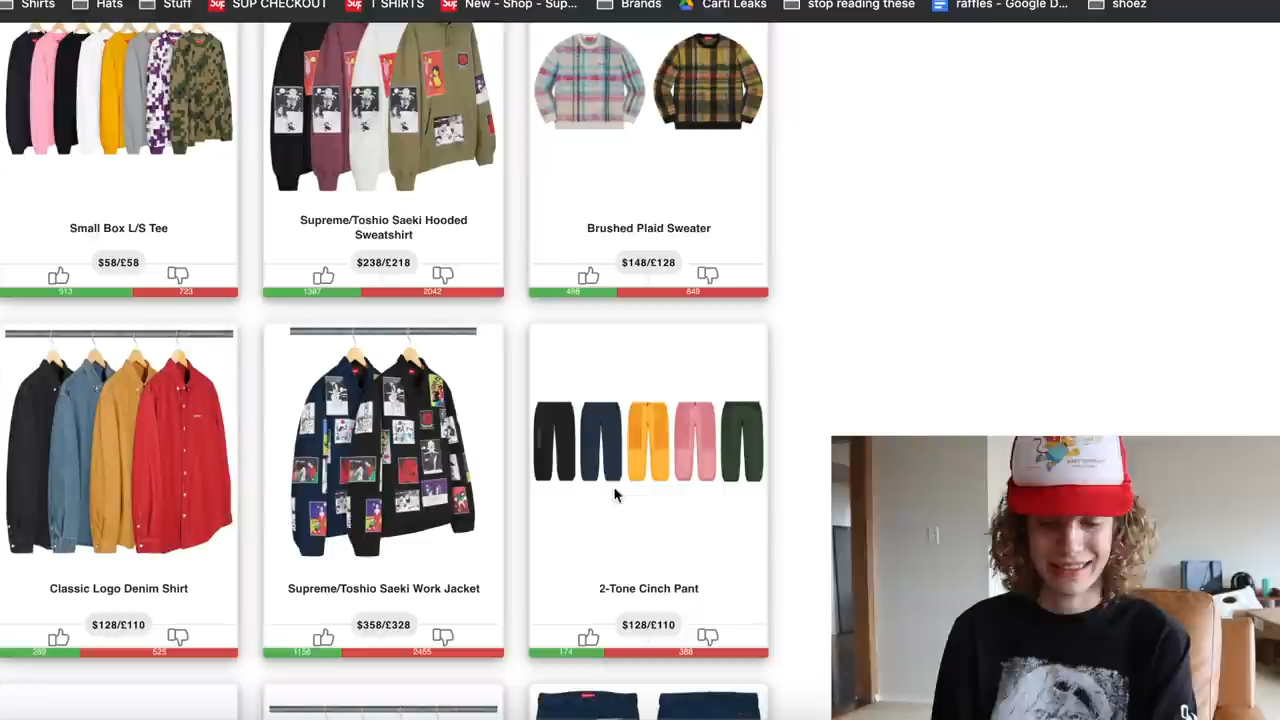 Shirts Hats Stuff SUP CHECKOUT T SHIRTS New - Shop - Sup... Brands Carti Leaks stop reading these raffles - Google D... shoez
Small Box L/S Tee
$58/£58
913 723
Supreme/Toshio Saeki Hooded
Sweatshirt
$238/£218
1387 2042
Brushed Plaid Sweater
$148/£128
498 849
Classic Logo Denim Shirt
$128/£110
289 525
Supreme/Toshio Saeki Work Jacket
$358/£328
1156 2455
2-Tone Cinch Pant
$128/£110
174 388